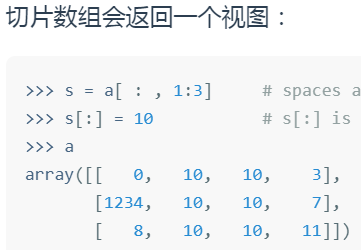 切片数组会返回一个视图：
>>> s = a[ : , 1:3]     # spaces a
>>> s[:] = 10           # s[:] is
>>> a
array([[   0,   10,   10,    3],
       [1234,   10,   10,    7],
       [   8,   10,   10,   11]])